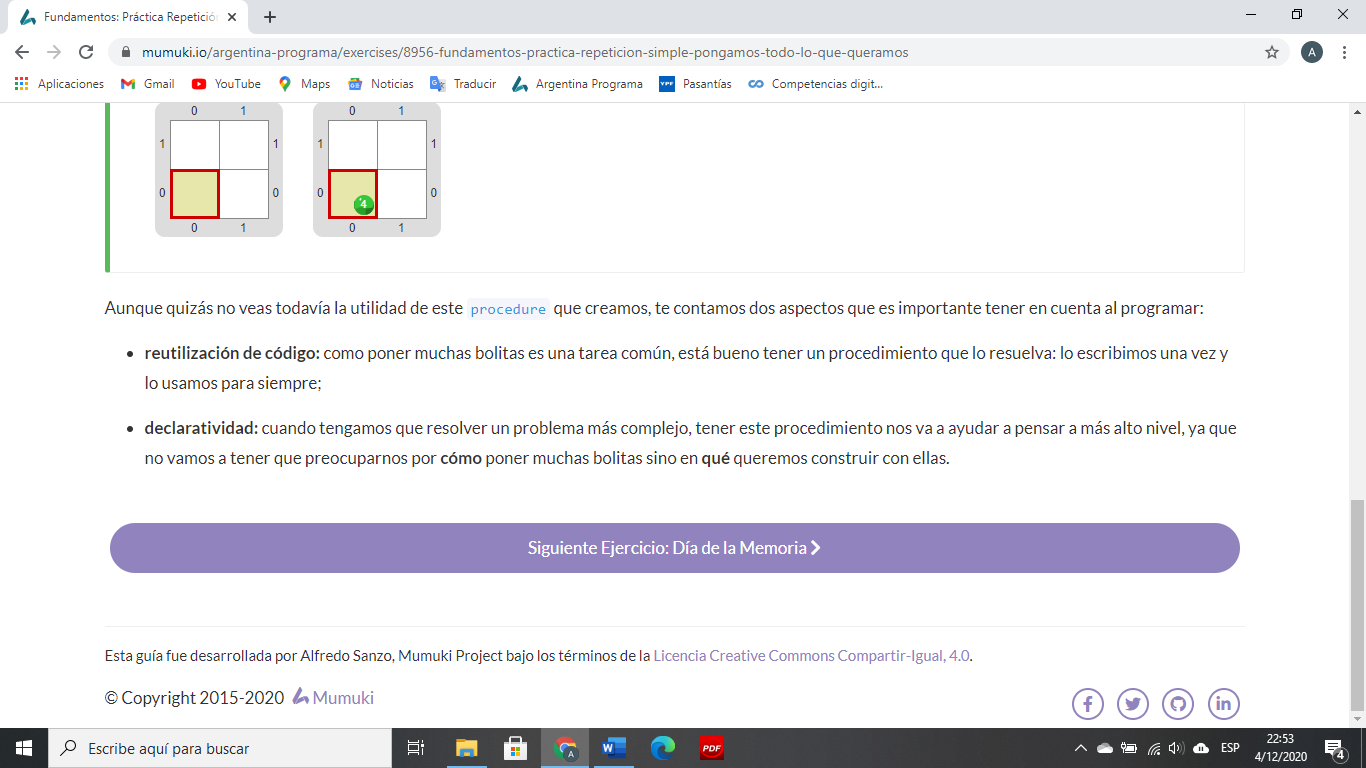 Fundamentos: Práctica Repetició
mumuki.io/argentina-programa/exercises/8956-fundamentos-practica-repeticion-simple-pongamos-todo-lo-que-queramos
A
Aplicaciones Gmail YouTube Maps Noticias Traducir Argentina Programa YPF Pasantías Competencias digit...
0 1 0 1
1 1 1 1
0 0 0 4 0
0 1 0 1
Aunque quizás no veas todavía la utilidad de este procedure que creamos, te contamos dos aspectos que es importante tener en cuenta al programar:
• reutilización de código: como poner muchas bolitas es una tarea común, está bueno tener un procedimiento que lo resuelva: lo escribimos una vez y
lo usamos para siempre;
• declaratividad: cuando tengamos que resolver un problema más complejo, tener este procedimiento nos va a ayudar a pensar a más alto nivel, ya que
no vamos a tener que preocuparnos por cómo poner muchas bolitas sino en qué queremos construir con ellas.
Siguiente Ejercicio: Día de la Memoria
Esta guía fue desarrollada por Alfredo Sanzo, Mumuki Project bajo los términos de la Licencia Creative Commons Compartir-Igual, 4.0.
© Copyright 2015-2020 Mumuki
Escribe aquí para buscar
A
W
PDF
ESP
22:53
4/12/2020
4